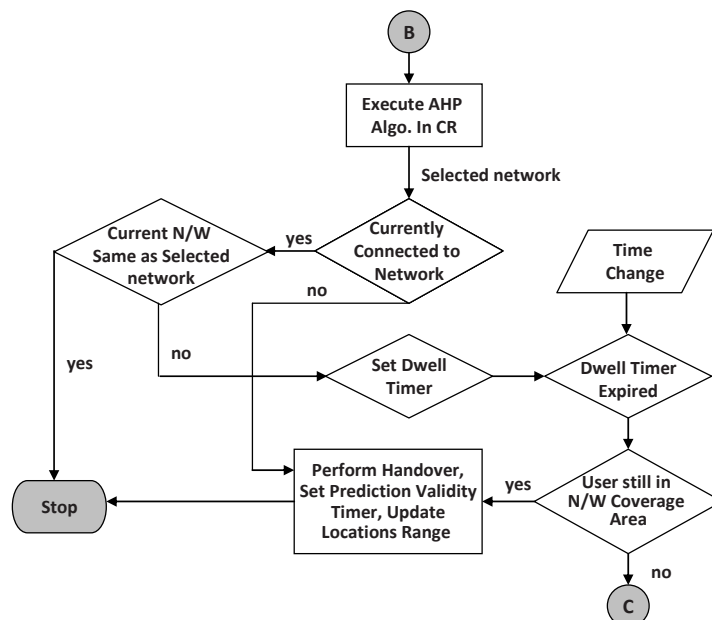 B
Execute AHP
Algo. In CR
Selected network
Current N/W
Same as Selected
network
yes
Currently
Connected to
Network
Time
Change
no
yes
no
Set Dwell
Timer
Dwell Timer
Expired
Stop
Perform Handover,
Set Prediction Validity
Timer, Update
Locations Range
yes
User still in
N/W Coverage
Area
no
C